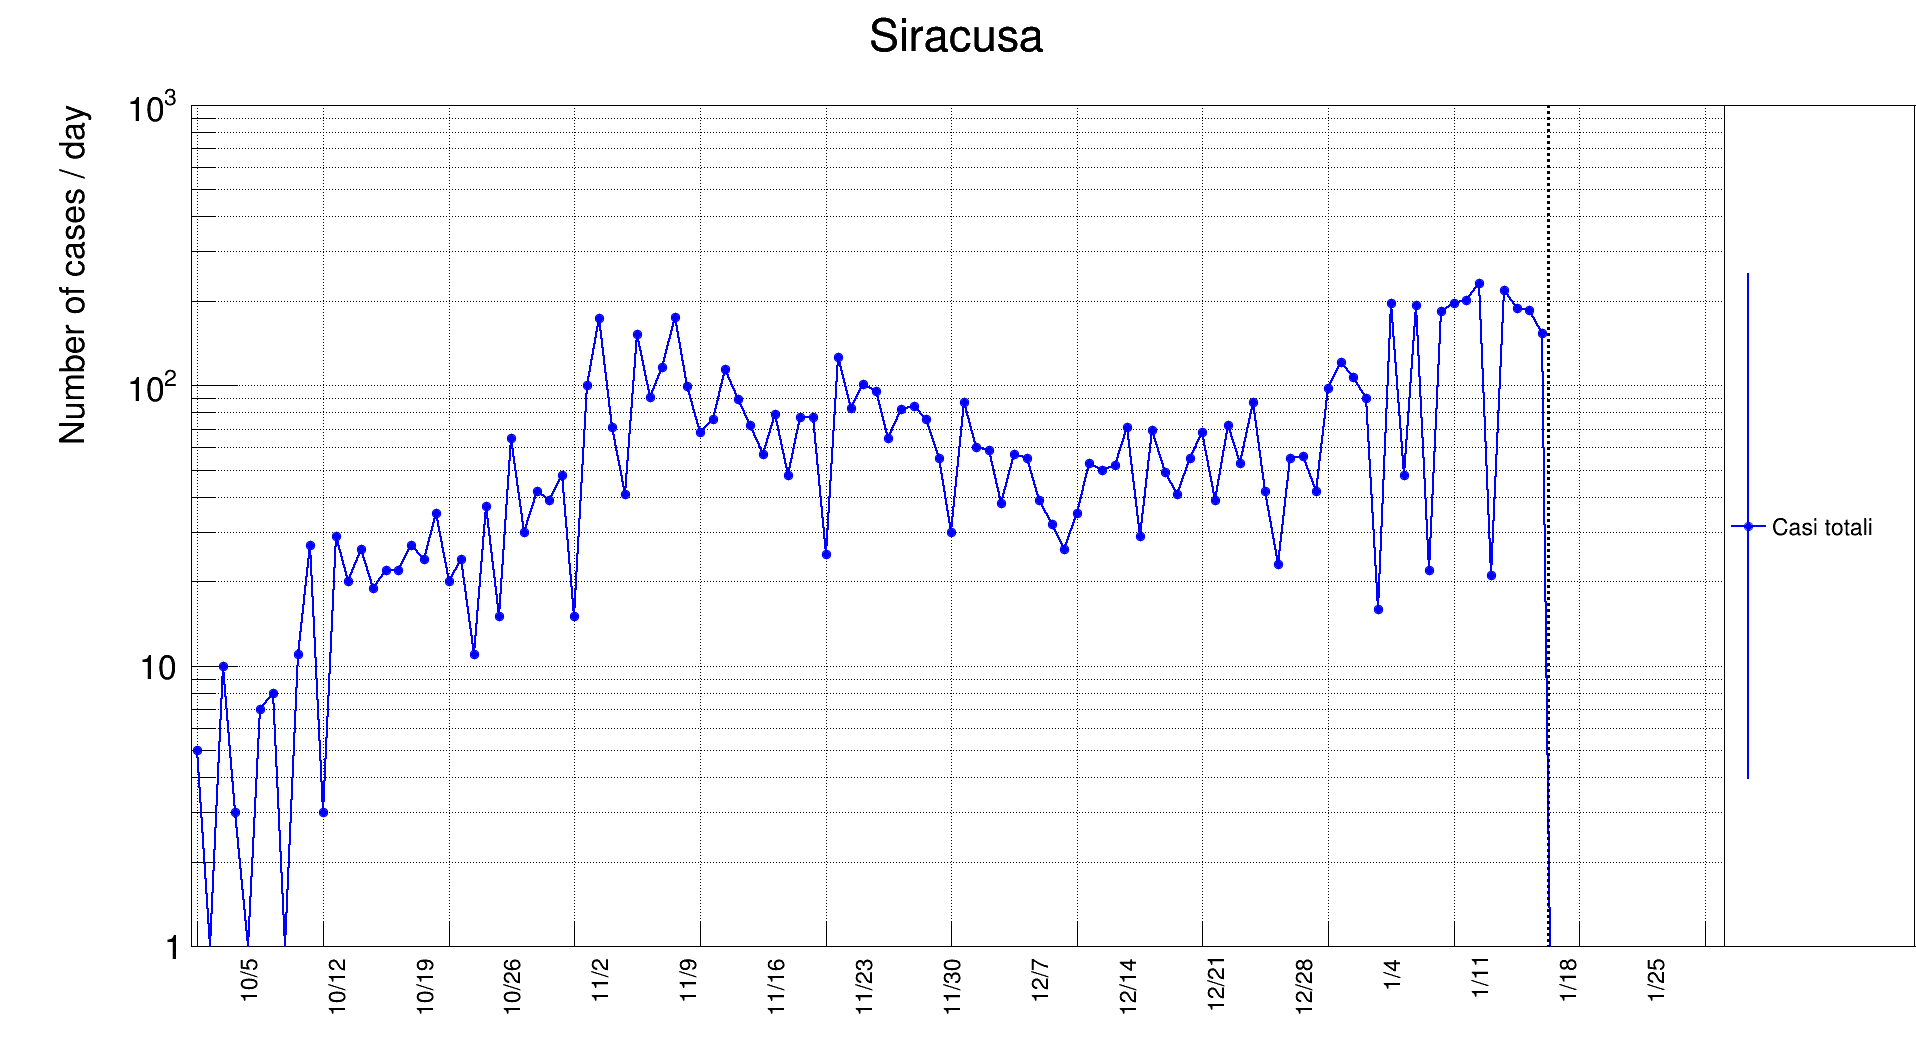 Siracusa
Number of cases / day
10³
10²
10
1
10/5 10/12 10/19 10/26 11/2 11/9 11/16 11/23 11/30 12/7 12/14 12/21 12/28 1/4 1/11 1/18 1/25
Casi totali